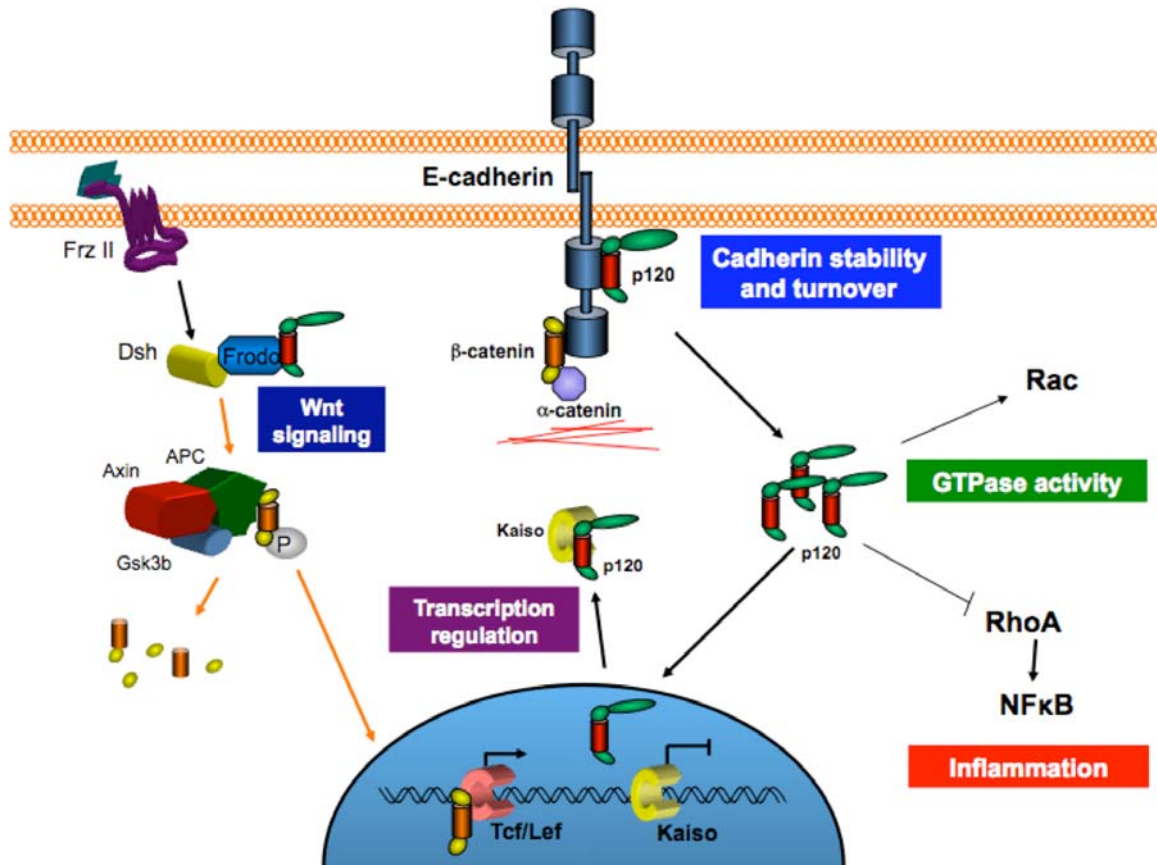 E-cadherin
Frz II
p120
Cadherin stability
and turnover
Dsh
Frodo
β-catenin
α-catenin
Wnt
signaling
Rac
APC
Axin
GTPase activity
P
Gsk3b
Kaiso
p120
p120
Transcription
regulation
RhoA
NFκB
Inflammation
Tcf/Lef
Kaiso